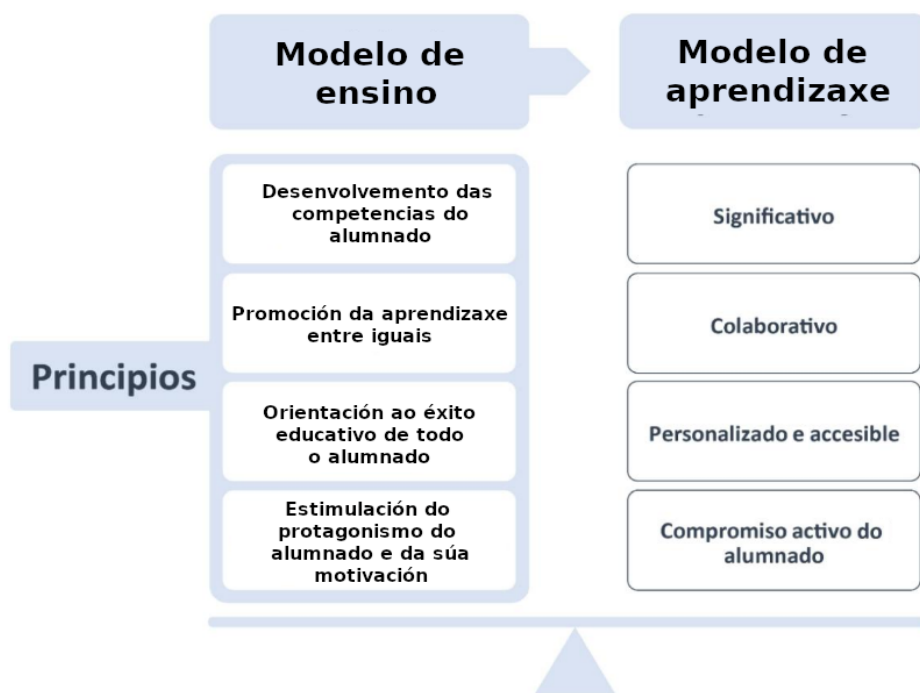 Modelo de
ensino
Modelo de
aprendizaxe
Principios
Desenvolvemento das
competencias do
alumnado
Significativo
Promoción da aprendizaxe
entre iguais
Colaborativo
Orientación ao éxito
educativo de todo
o alumnado
Personalizado e accesible
Estimulación do
protagonismo do
alumnado e da súa
motivación
Compromiso activo do
alumnado